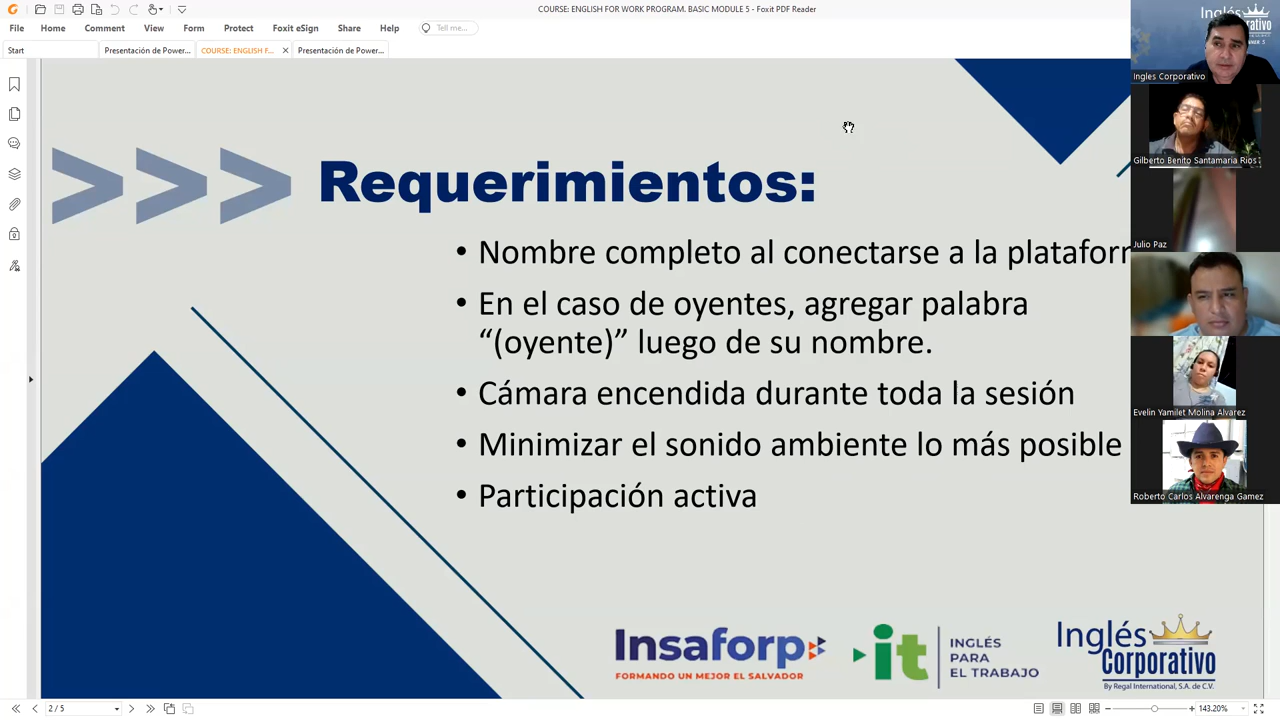 COURSE: ENGLISH FOR WORK PROGRAM. BASIC MODULE 5 - Foxit PDF Reader
File Home Comment View Form Protect Foxit eSign Share Help Tell me...
Start Presentación de Power... COURSE: ENGLISH F... Presentación de Power...
Requerimientos:
• Nombre completo al conectarse a la plataform
• En el caso de oyentes, agregar palabra
“(oyente)” luego de su nombre.
• Cámara encendida durante toda la sesión
• Minimizar el sonido ambiente lo más posible
• Participación activa
Insaforp
FORMANDO UN MEJOR EL SALVADOR
it
INGLÉS
PARA
EL TRABAJO
Inglés
Corporativo
By Regal International, S.A. de C.V.
Inglés
Corporativo
Ingles Corporativo
Gilberto Benito Santamaria Rios
Julio Paz
Evelin Yamilet Molina Alvarez
Roberto Carlos Alvarenga Gamez
2 / 5
143.20%